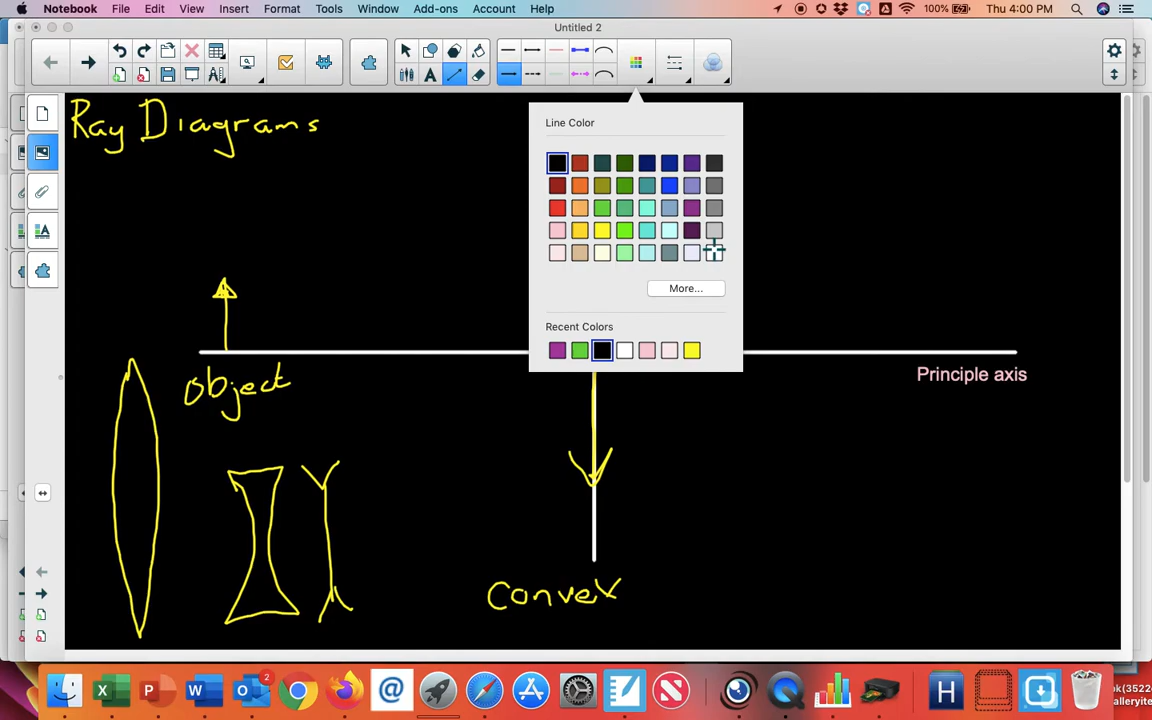 Notebook File Edit View Insert Format Tools Window Add-ons Account Help 100% Thu 4:00 PM
Untitled 2
Ray Diagrams
Line Color
More...
Recent Colors
Principle axis
Object
Convex